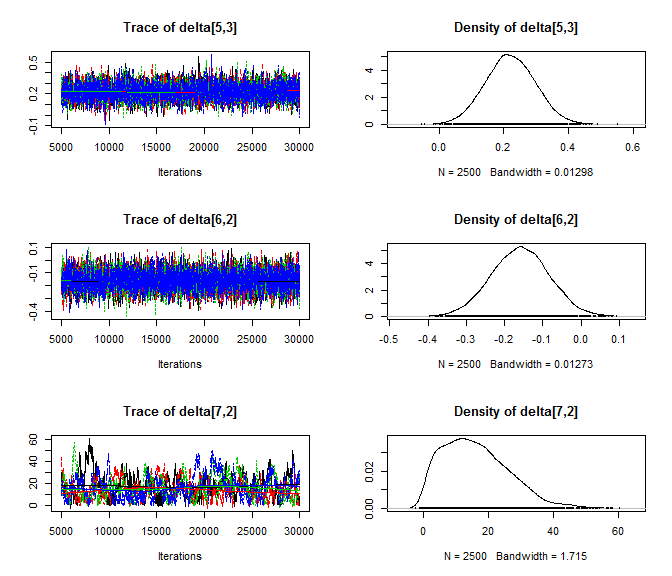 Trace of delta[5,3]
0.5
0.2
-0.1
5000 10000 15000 20000 25000 30000
Iterations
Density of delta[5,3]
4
2
0
0.0 0.2 0.4 0.6
N = 2500 Bandwidth = 0.01298
Trace of delta[6,2]
0.1
-0.1
-0.4
5000 10000 15000 20000 25000 30000
Iterations
Density of delta[6,2]
4
2
0
-0.5 -0.4 -0.3 -0.2 -0.1 0.0 0.1
N = 2500 Bandwidth = 0.01273
Trace of delta[7,2]
60
40
20
0
5000 10000 15000 20000 25000 30000
Iterations
Density of delta[7,2]
0.02
0.00
0 20 40 60
N = 2500 Bandwidth = 1.715